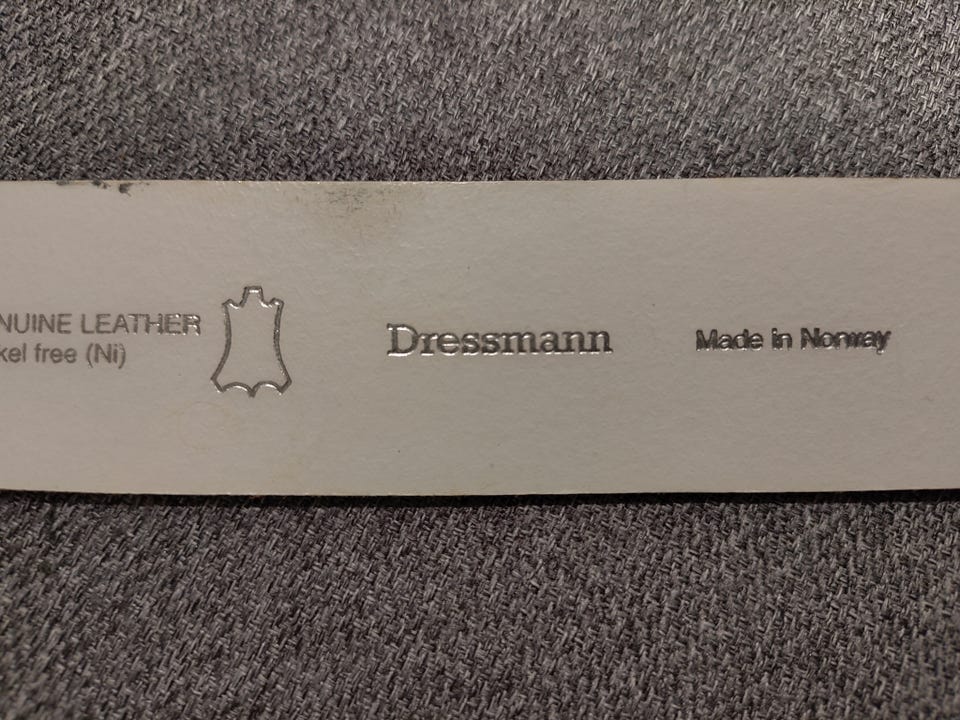 NUINE LEATHER
kel free (Ni)
Dressmann
Made in Norway